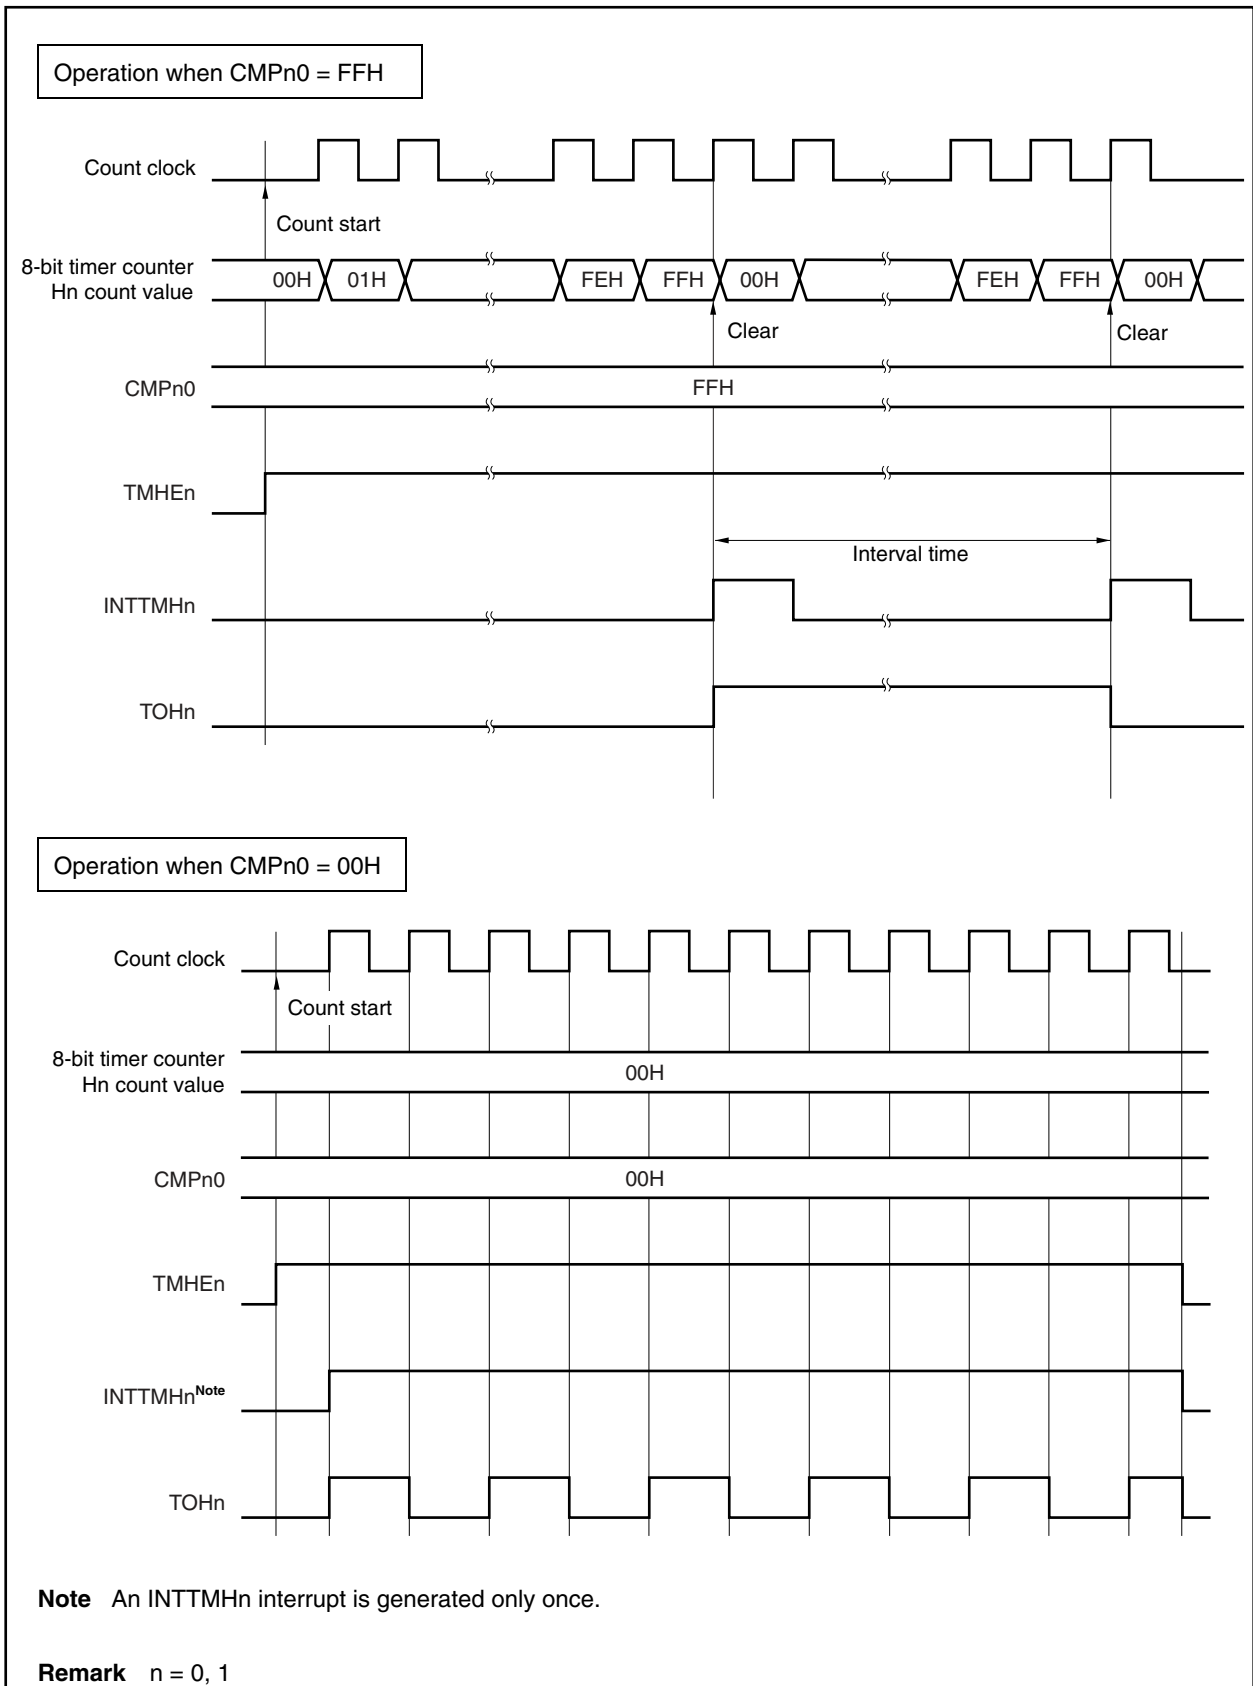 Operation when CMPn0 = FFH
Count clock
Count start
8-bit timer counter
Hn count value
00H 01H FEH FFH 00H FEH FFH 00H
Clear Clear
CMPn0 FFH
TMHEn
Interval time
INTTMHn
TOHn
Operation when CMPn0 = 00H
Count clock
Count start
8-bit timer counter
Hn count value
00H
CMPn0 00H
TMHEn
INTTMHnNote
TOHn
Note An INTTMHn interrupt is generated only once.
Remark n = 0, 1